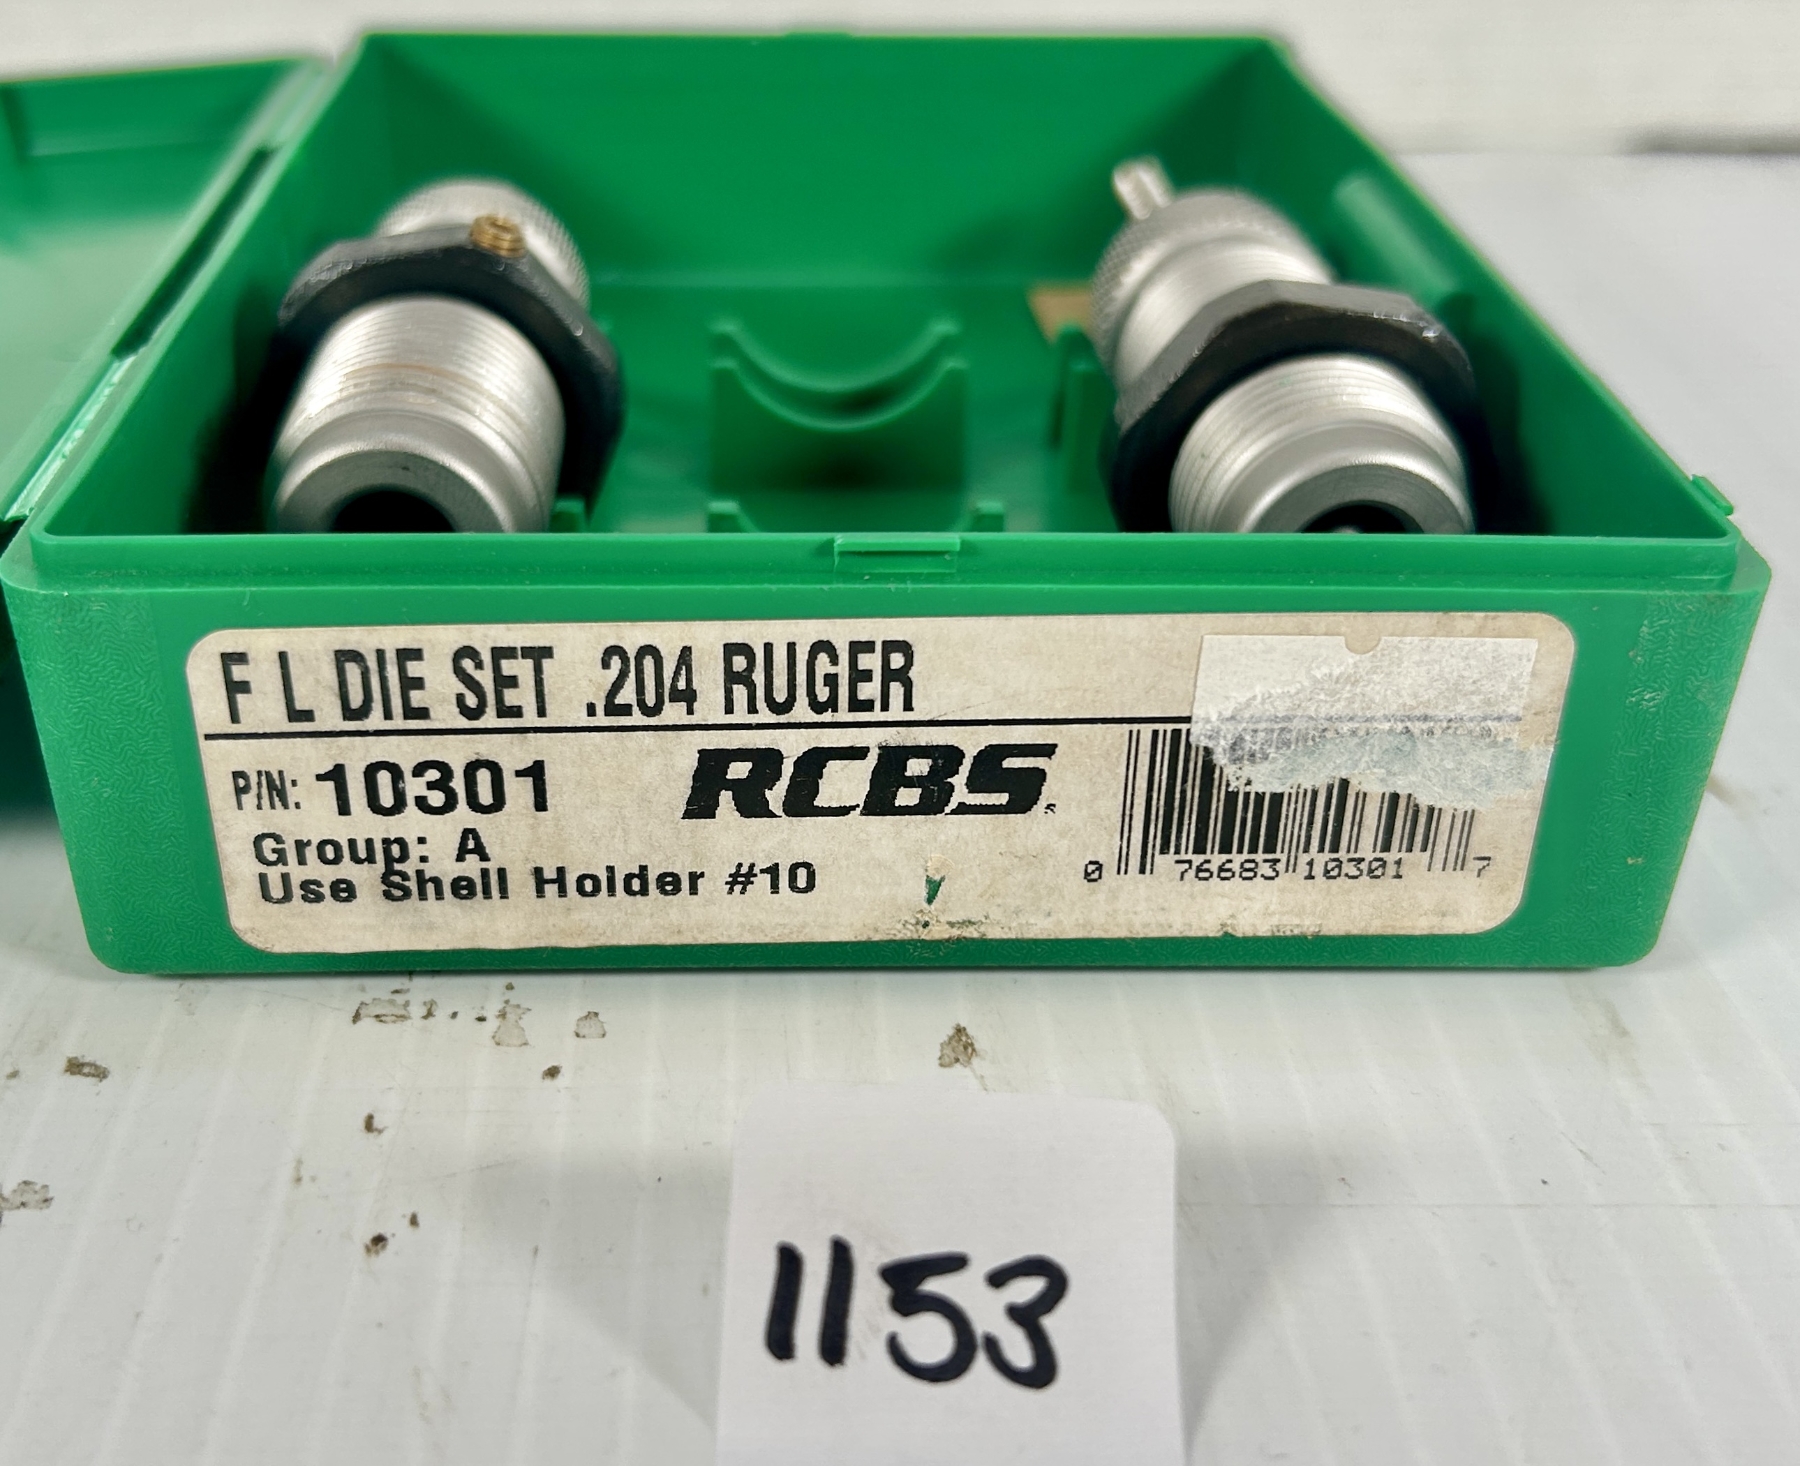 F L DIE SET .204 RUGER
P/N: 10301
RCBS
Group: A
Use Shell Holder #10
0 76683 10301 7
1153